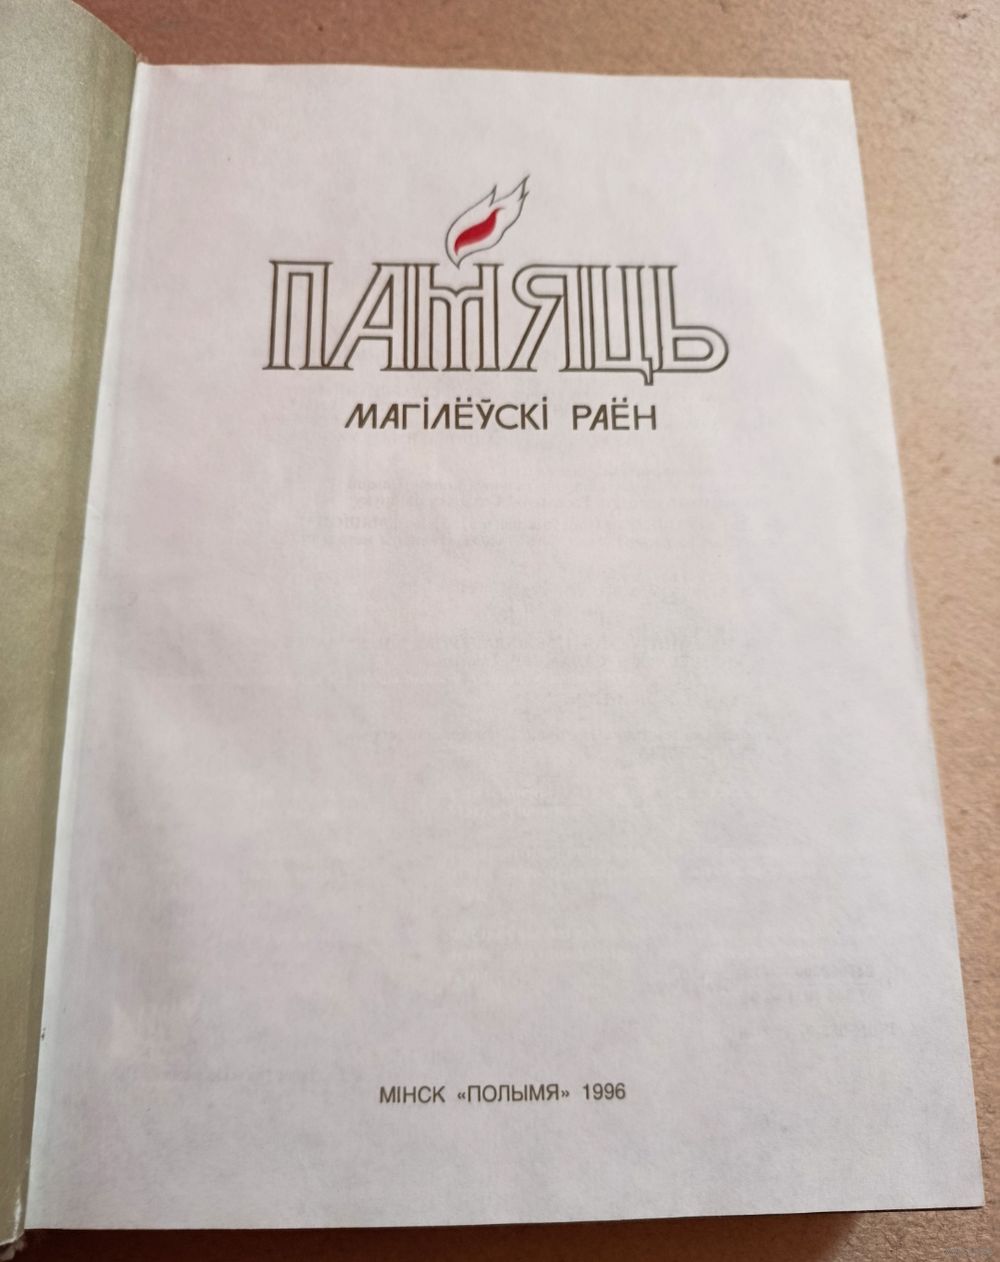 ПАМЯЦЬ
МАГІЛЁЎСКІ РАЁН
МІНСК «ПОЛЫМЯ» 1996